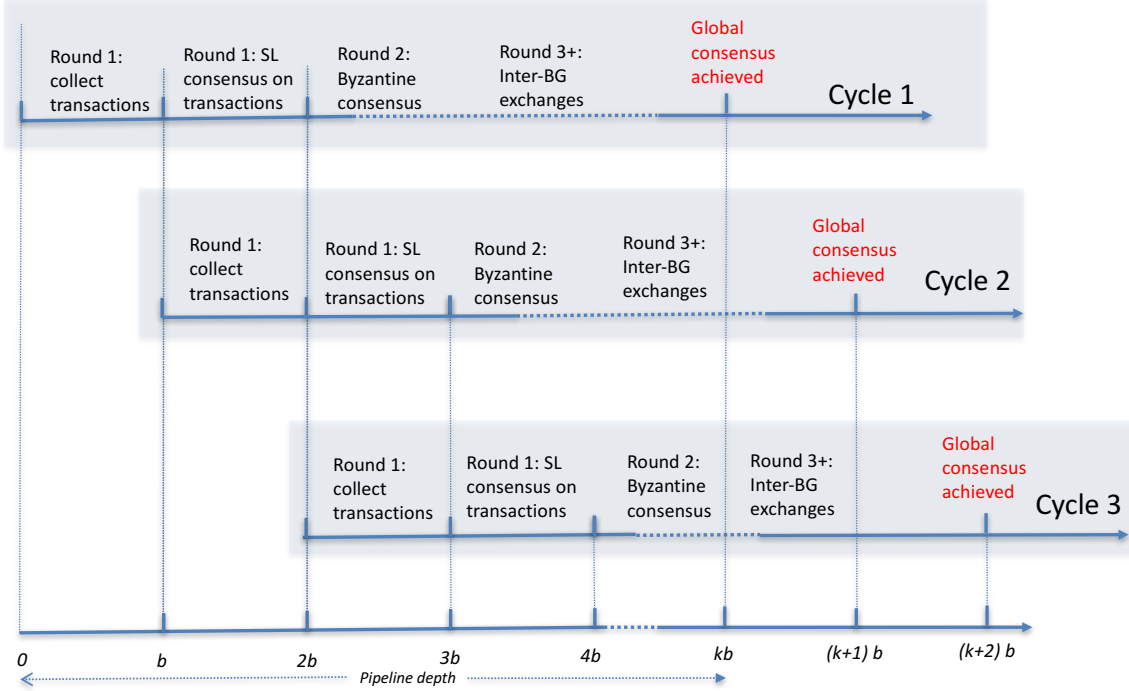 Round 1:
collect
transactions
Round 1: SL
consensus on
transactions
Round 2:
Byzantine
consensus
Round 3+:
Inter-BG
exchanges
Global
consensus
achieved
Cycle 1
Round 1:
collect
transactions
Round 1: SL
consensus on
transactions
Round 2:
Byzantine
consensus
Round 3+:
Inter-BG
exchanges
Global
consensus
achieved
Cycle 2
Round 1:
collect
transactions
Round 1: SL
consensus on
transactions
Round 2:
Byzantine
consensus
Round 3+:
Inter-BG
exchanges
Global
consensus
achieved
Cycle 3
0 b 2b 3b 4b kb (k+1) b (k+2) b
Pipeline depth